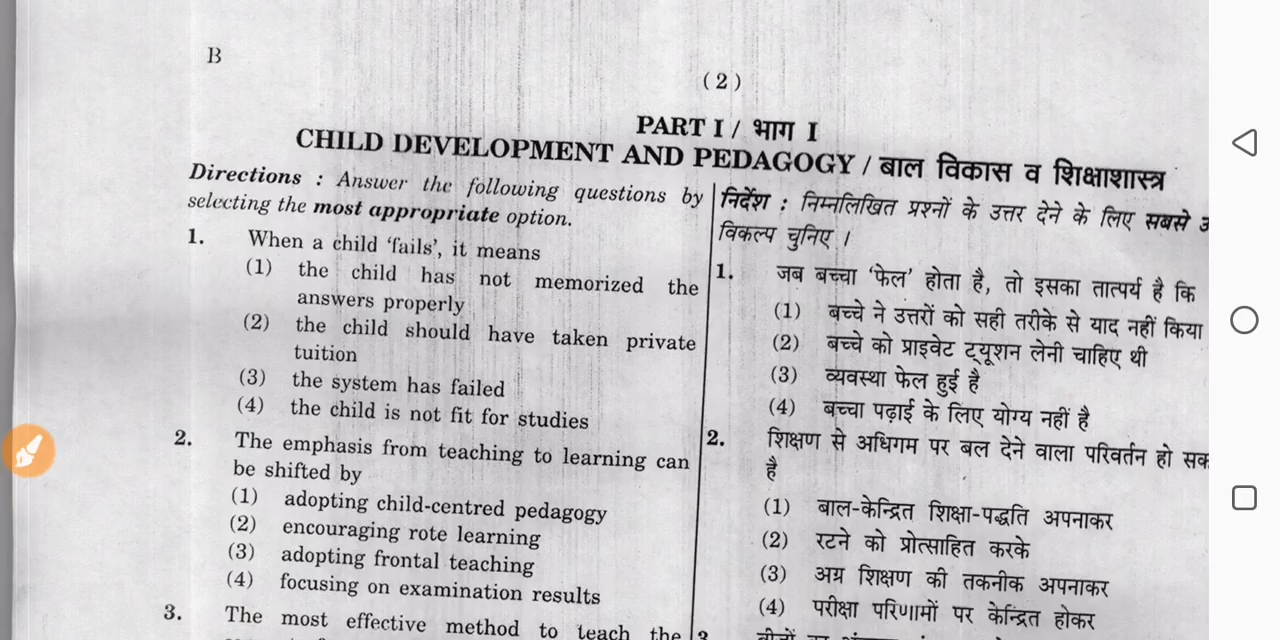 B
( 2 )
PART I / भाग I
CHILD DEVELOPMENT AND PEDAGOGY / बाल विकास व शिक्षाशास्त्र
Directions : Answer the following questions by
selecting the most appropriate option.
1. When a child ‘fails’, it means
(1) the child has not memorized the
answers properly
(2) the child should have taken private
tuition
(3) the system has failed
(4) the child is not fit for studies
2. The emphasis from teaching to learning can
be shifted by
(1) adopting child-centred pedagogy
(2) encouraging rote learning
(3) adopting frontal teaching
(4) focusing on examination results
3. The most effective method to teach the
निर्देश : निम्नलिखित प्रश्नों के उत्तर देने के लिए सबसे
विकल्प चुनिए ।
1. जब बच्चा ‘फेल’ होता है, तो इसका तात्पर्य है कि
(1) बच्चे ने उत्तरों को सही तरीके से याद नहीं किया
(2) बच्चे को प्राइवेट ट्यूशन लेनी चाहिए थी
(3) व्यवस्था फेल हुई है
(4) बच्चा पढ़ाई के लिए योग्य नहीं है
2. शिक्षण से अधिगम पर बल देने वाला परिवर्तन हो सक
है
(1) बाल-केन्द्रित शिक्षा-पद्धति अपनाकर
(2) रटने को प्रोत्साहित करके
(3) अग्र शिक्षण की तकनीक अपनाकर
(4) परीक्षा परिणामों पर केन्द्रित होकर
3.